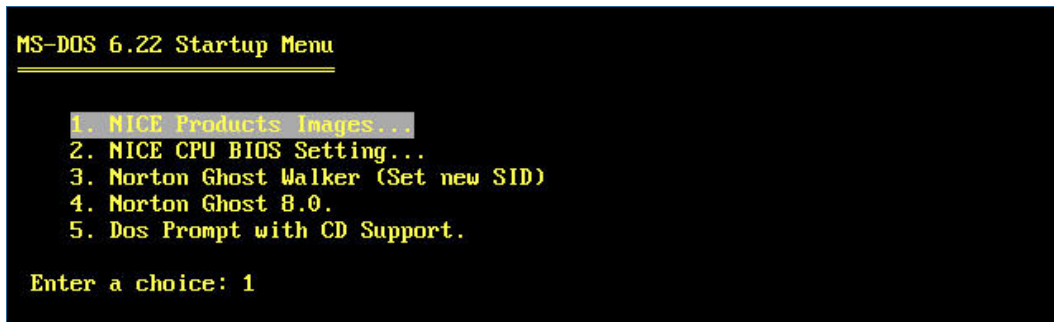 MS-DOS 6.22 Startup Menu
1. NICE Products Images...
2. NICE CPU BIOS Setting...
3. Norton Ghost Walker (Set new SID)
4. Norton Ghost 8.0.
5. Dos Prompt with CD Support.
Enter a choice: 1